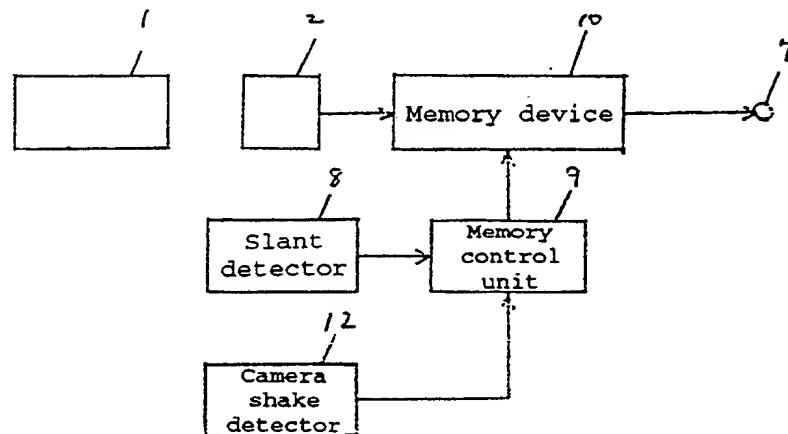 1
2
10
7
Memory device
8
9
Slant
detector
Memory
control
unit
12
Camera
shake
detector